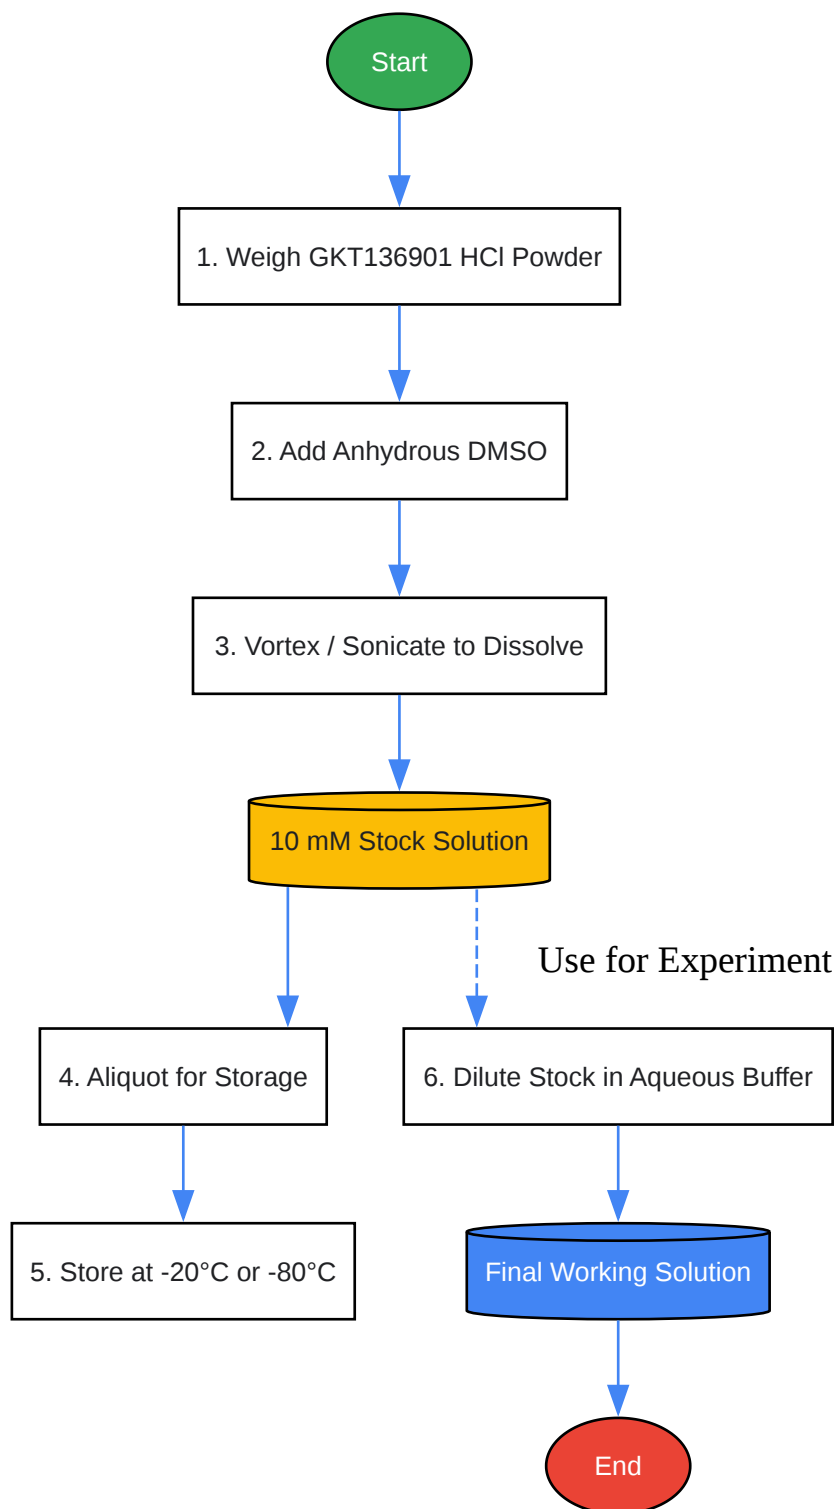 Start
1. Weigh GKT136901 HCl Powder
2. Add Anhydrous DMSO
3. Vortex / Sonicate to Dissolve
10 mM Stock Solution
Use for Experiment
4. Aliquot for Storage
6. Dilute Stock in Aqueous Buffer
5. Store at -20°C or -80°C
Final Working Solution
End